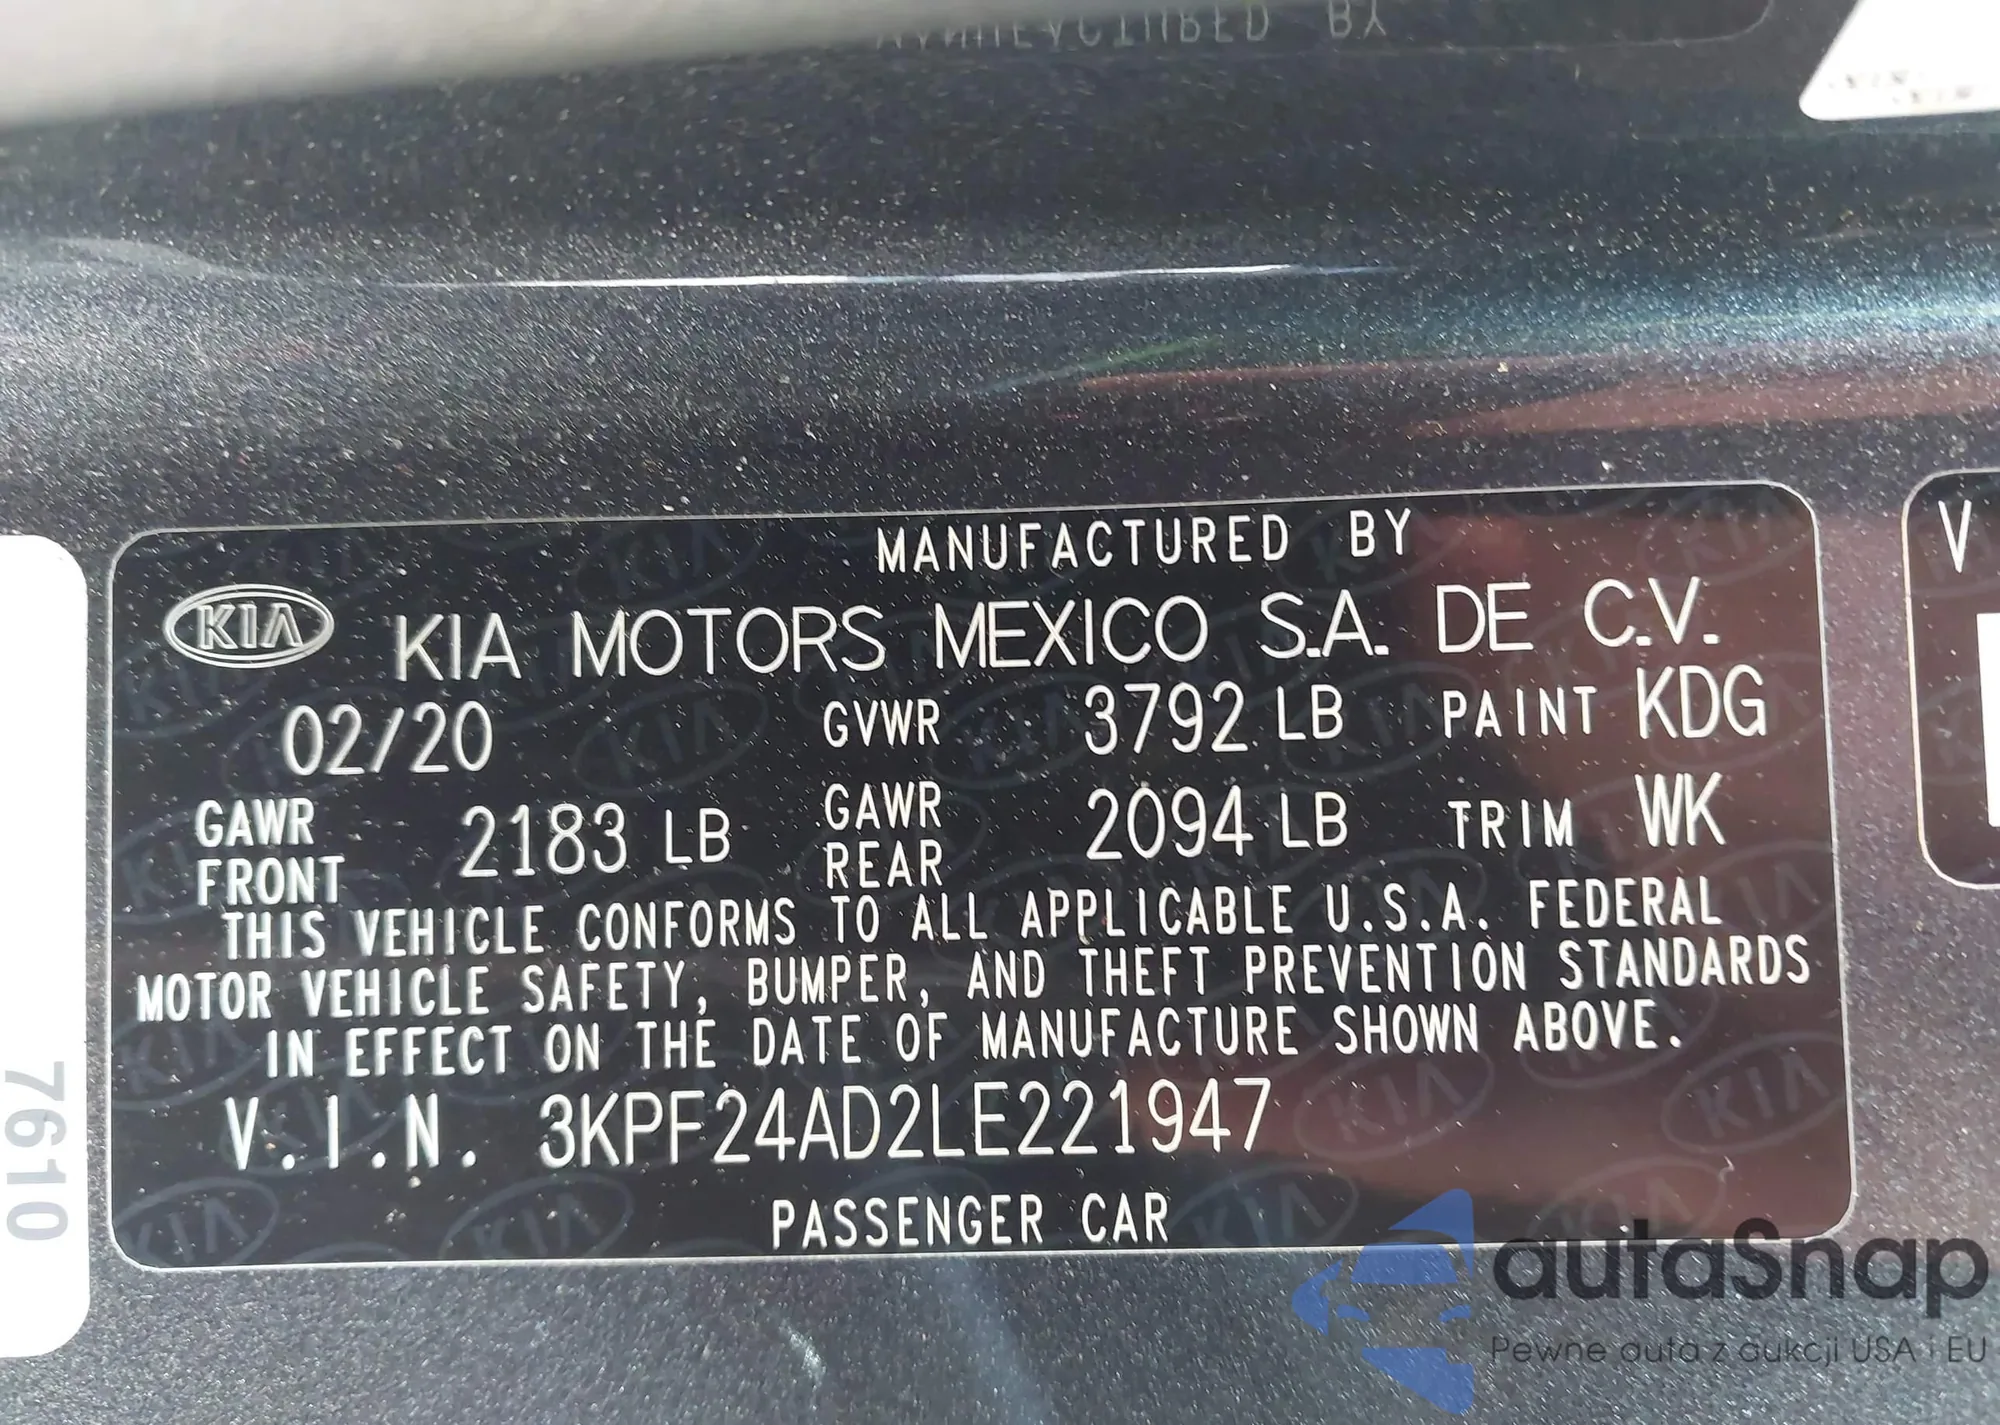 MANUFACTURED BY
MANUFACTURED BY
KIA KIA MOTORS MEXICO S.A. DE C.V.
02/20 GVWR 3792 LB PAINT KDG
GAWR FRONT 2183 LB GAWR REAR 2094 LB TRIM WK
THIS VEHICLE CONFORMS TO ALL APPLICABLE U.S.A. FEDERAL
MOTOR VEHICLE SAFETY, BUMPER, AND THEFT PREVENTION STANDARDS
IN EFFECT ON THE DATE OF MANUFACTURE SHOWN ABOVE.
V.I.N. 3KPF24AD2LE221947
PASSENGER CAR
7610
V
autaSnap
Pewne auta z aukcji USA i EU